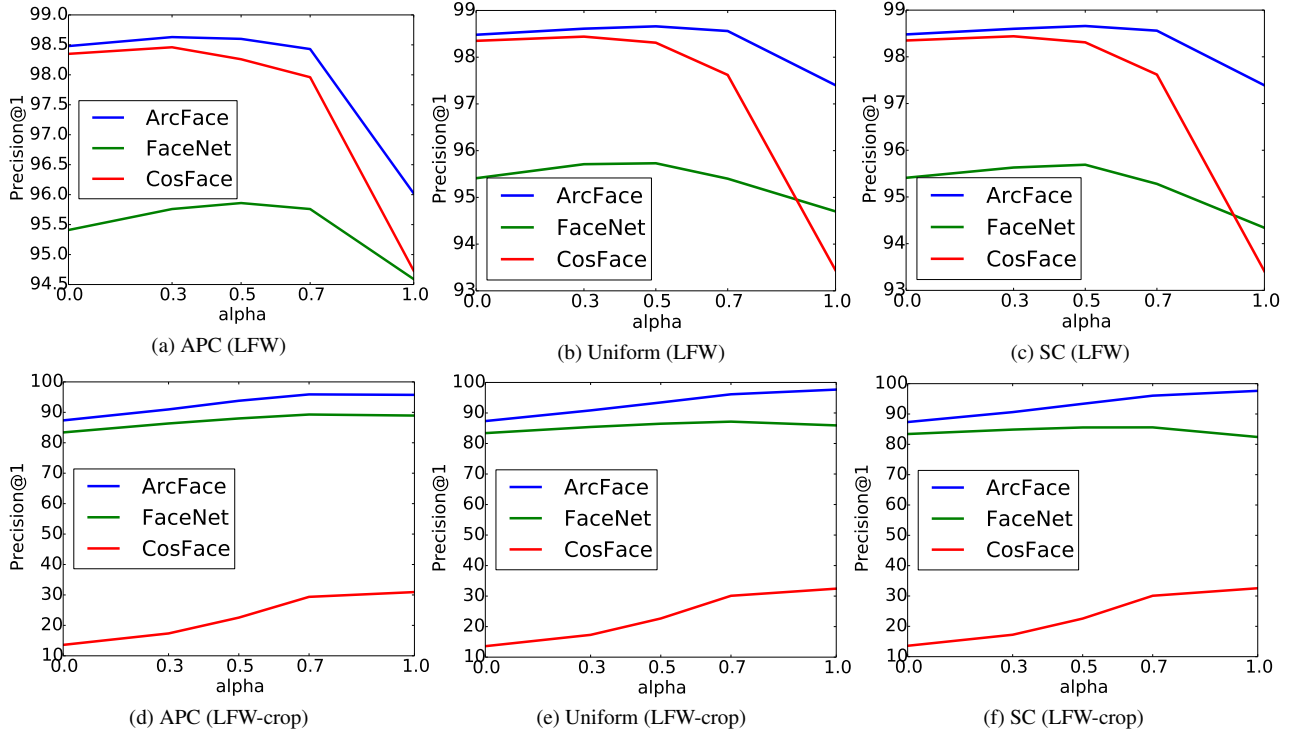 99.0
98.5
98.0
97.5
97.0
96.5
96.0
95.5
95.0
94.5
Precision@1
ArcFace
FaceNet
CosFace
0.0 0.3 0.5 0.7 1.0
alpha
(a) APC (LFW)
99
98
97
96
95
94
93
Precision@1
ArcFace
FaceNet
CosFace
0.0 0.3 0.5 0.7 1.0
alpha
(b) Uniform (LFW)
99
98
97
96
95
94
93
Precision@1
ArcFace
FaceNet
CosFace
0.0 0.3 0.5 0.7 1.0
alpha
(c) SC (LFW)
100
90
80
70
60
50
40
30
20
10
Precision@1
ArcFace
FaceNet
CosFace
0.0 0.3 0.5 0.7 1.0
alpha
(d) APC (LFW-crop)
100
90
80
70
60
50
40
30
20
10
Precision@1
ArcFace
FaceNet
CosFace
0.0 0.3 0.5 0.7 1.0
alpha
(e) Uniform (LFW-crop)
100
90
80
70
60
50
40
30
20
10
Precision@1
ArcFace
FaceNet
CosFace
0.0 0.3 0.5 0.7 1.0
alpha
(f) SC (LFW-crop)